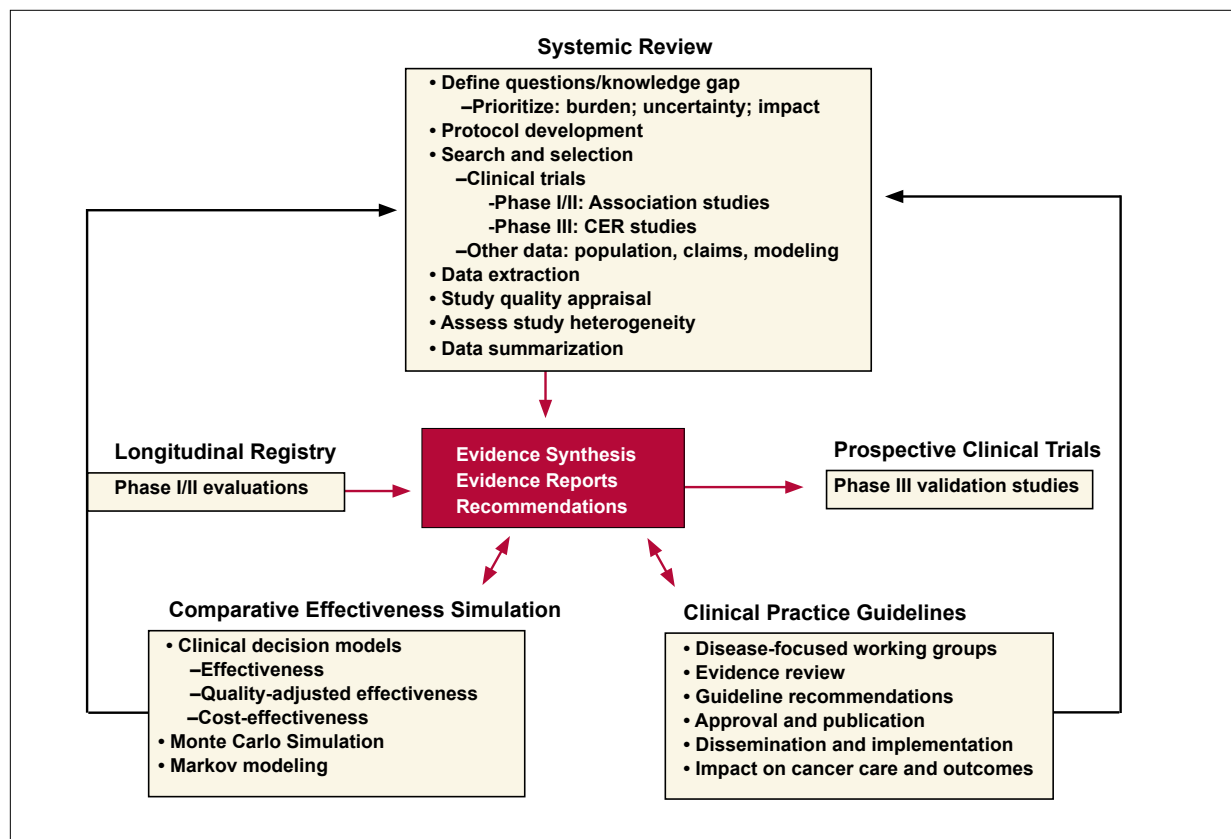 Systemic Review
• Define questions/knowledge gap
–Prioritize: burden; uncertainty; impact
• Protocol development
• Search and selection
–Clinical trials
-Phase I/II: Association studies
-Phase III: CER studies
–Other data: population, claims, modeling
• Data extraction
• Study quality appraisal
• Assess study heterogeneity
• Data summarization
Longitudinal Registry
Phase I/II evaluations
Evidence Synthesis
Evidence Reports
Recommendations
Prospective Clinical Trials
Phase III validation studies
Comparative Effectiveness Simulation
• Clinical decision models
–Effectiveness
–Quality-adjusted effectiveness
–Cost-effectiveness
• Monte Carlo Simulation
• Markov modeling
Clinical Practice Guidelines
• Disease-focused working groups
• Evidence review
• Guideline recommendations
• Approval and publication
• Dissemination and implementation
• Impact on cancer care and outcomes